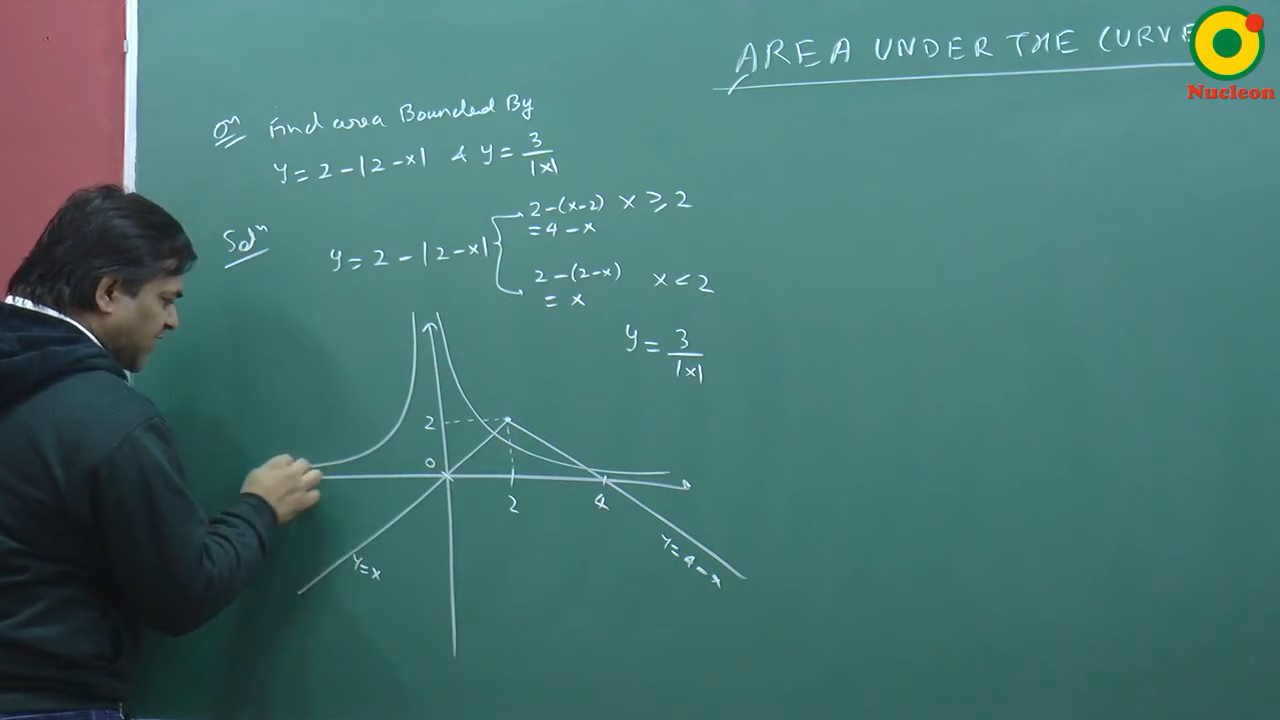 AREA UNDER THE CURVE
Nucleon
Qn Find area Bounded By
y = 2 - |2 - x| & y = 3/|x|
Soln
y = 2 - |2 - x|
2 - (x - 2) x ≥ 2
= 4 - x
2 - (2 - x) x < 2
= x
y = 3/|x|
2
0
2
4
y = x
y = 4 - x